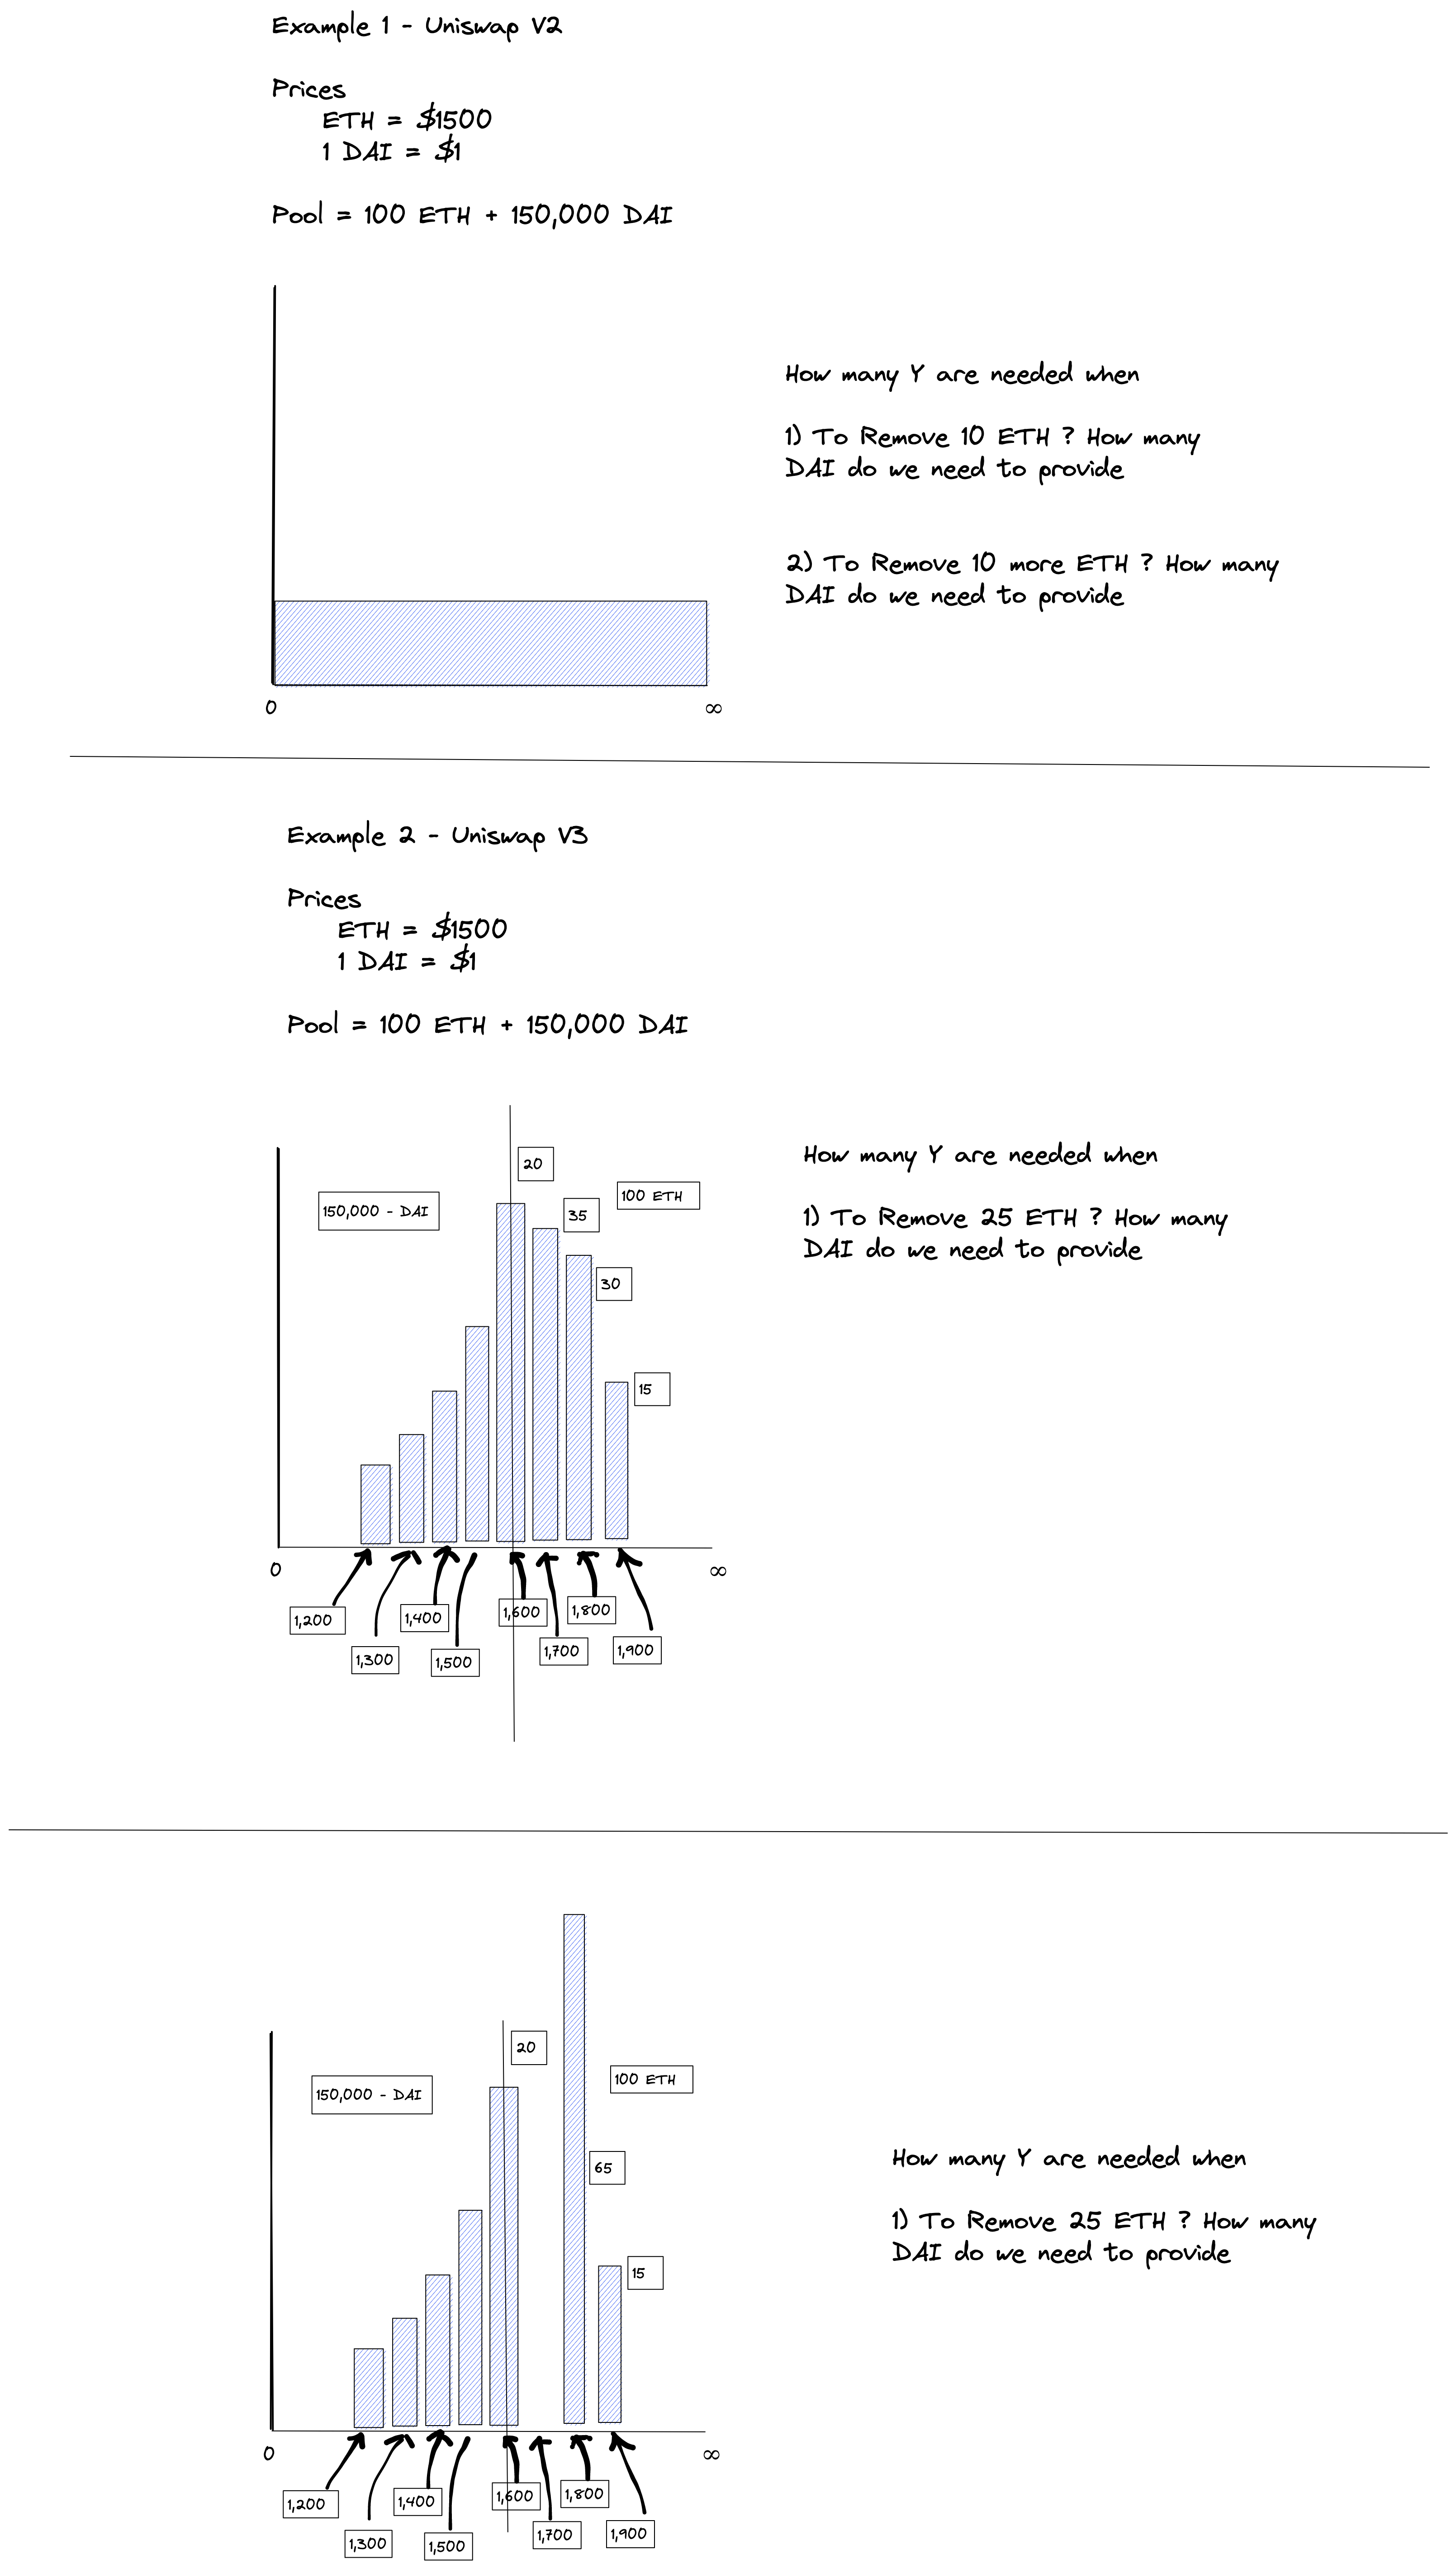 Example 1 - Uniswap V2
Prices
ETH = $1500
1 DAI = $1
Pool = 100 ETH + 150,000 DAI
How many Y are needed when
1) To Remove 10 ETH ? How many
DAI do we need to provide
2) To Remove 10 more ETH ? How many
DAI do we need to provide
0
∞
Example 2 - Uniswap V3
Prices
ETH = $1500
1 DAI = $1
Pool = 100 ETH + 150,000 DAI
How many Y are needed when
1) To Remove 25 ETH ? How many
DAI do we need to provide
20
150,000 - DAI
100 ETH
35
30
15
0
∞
1,200
1,300
1,400
1,500
1,600
1,700
1,800
1,900
20
150,000 - DAI
100 ETH
65
15
How many Y are needed when
1) To Remove 25 ETH ? How many
DAI do we need to provide
0
∞
1,200
1,300
1,400
1,500
1,600
1,700
1,800
1,900